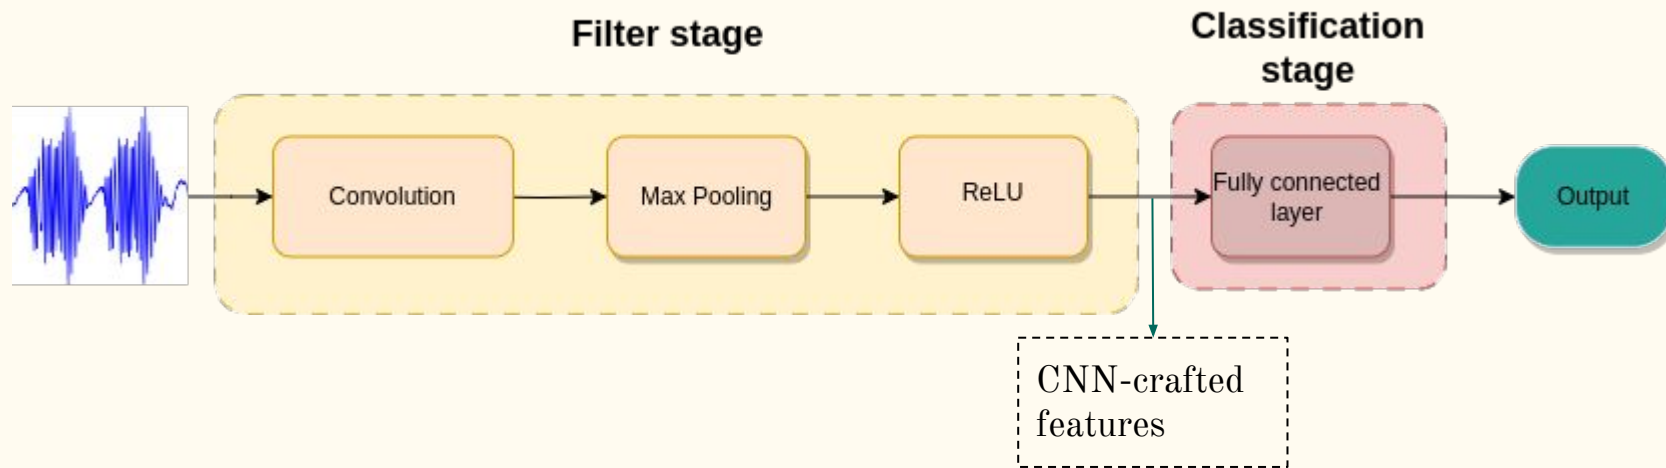 Filter stage
Classification
stage
Convolution
Max Pooling
ReLU
Fully connected
layer
Output
CNN-crafted
features